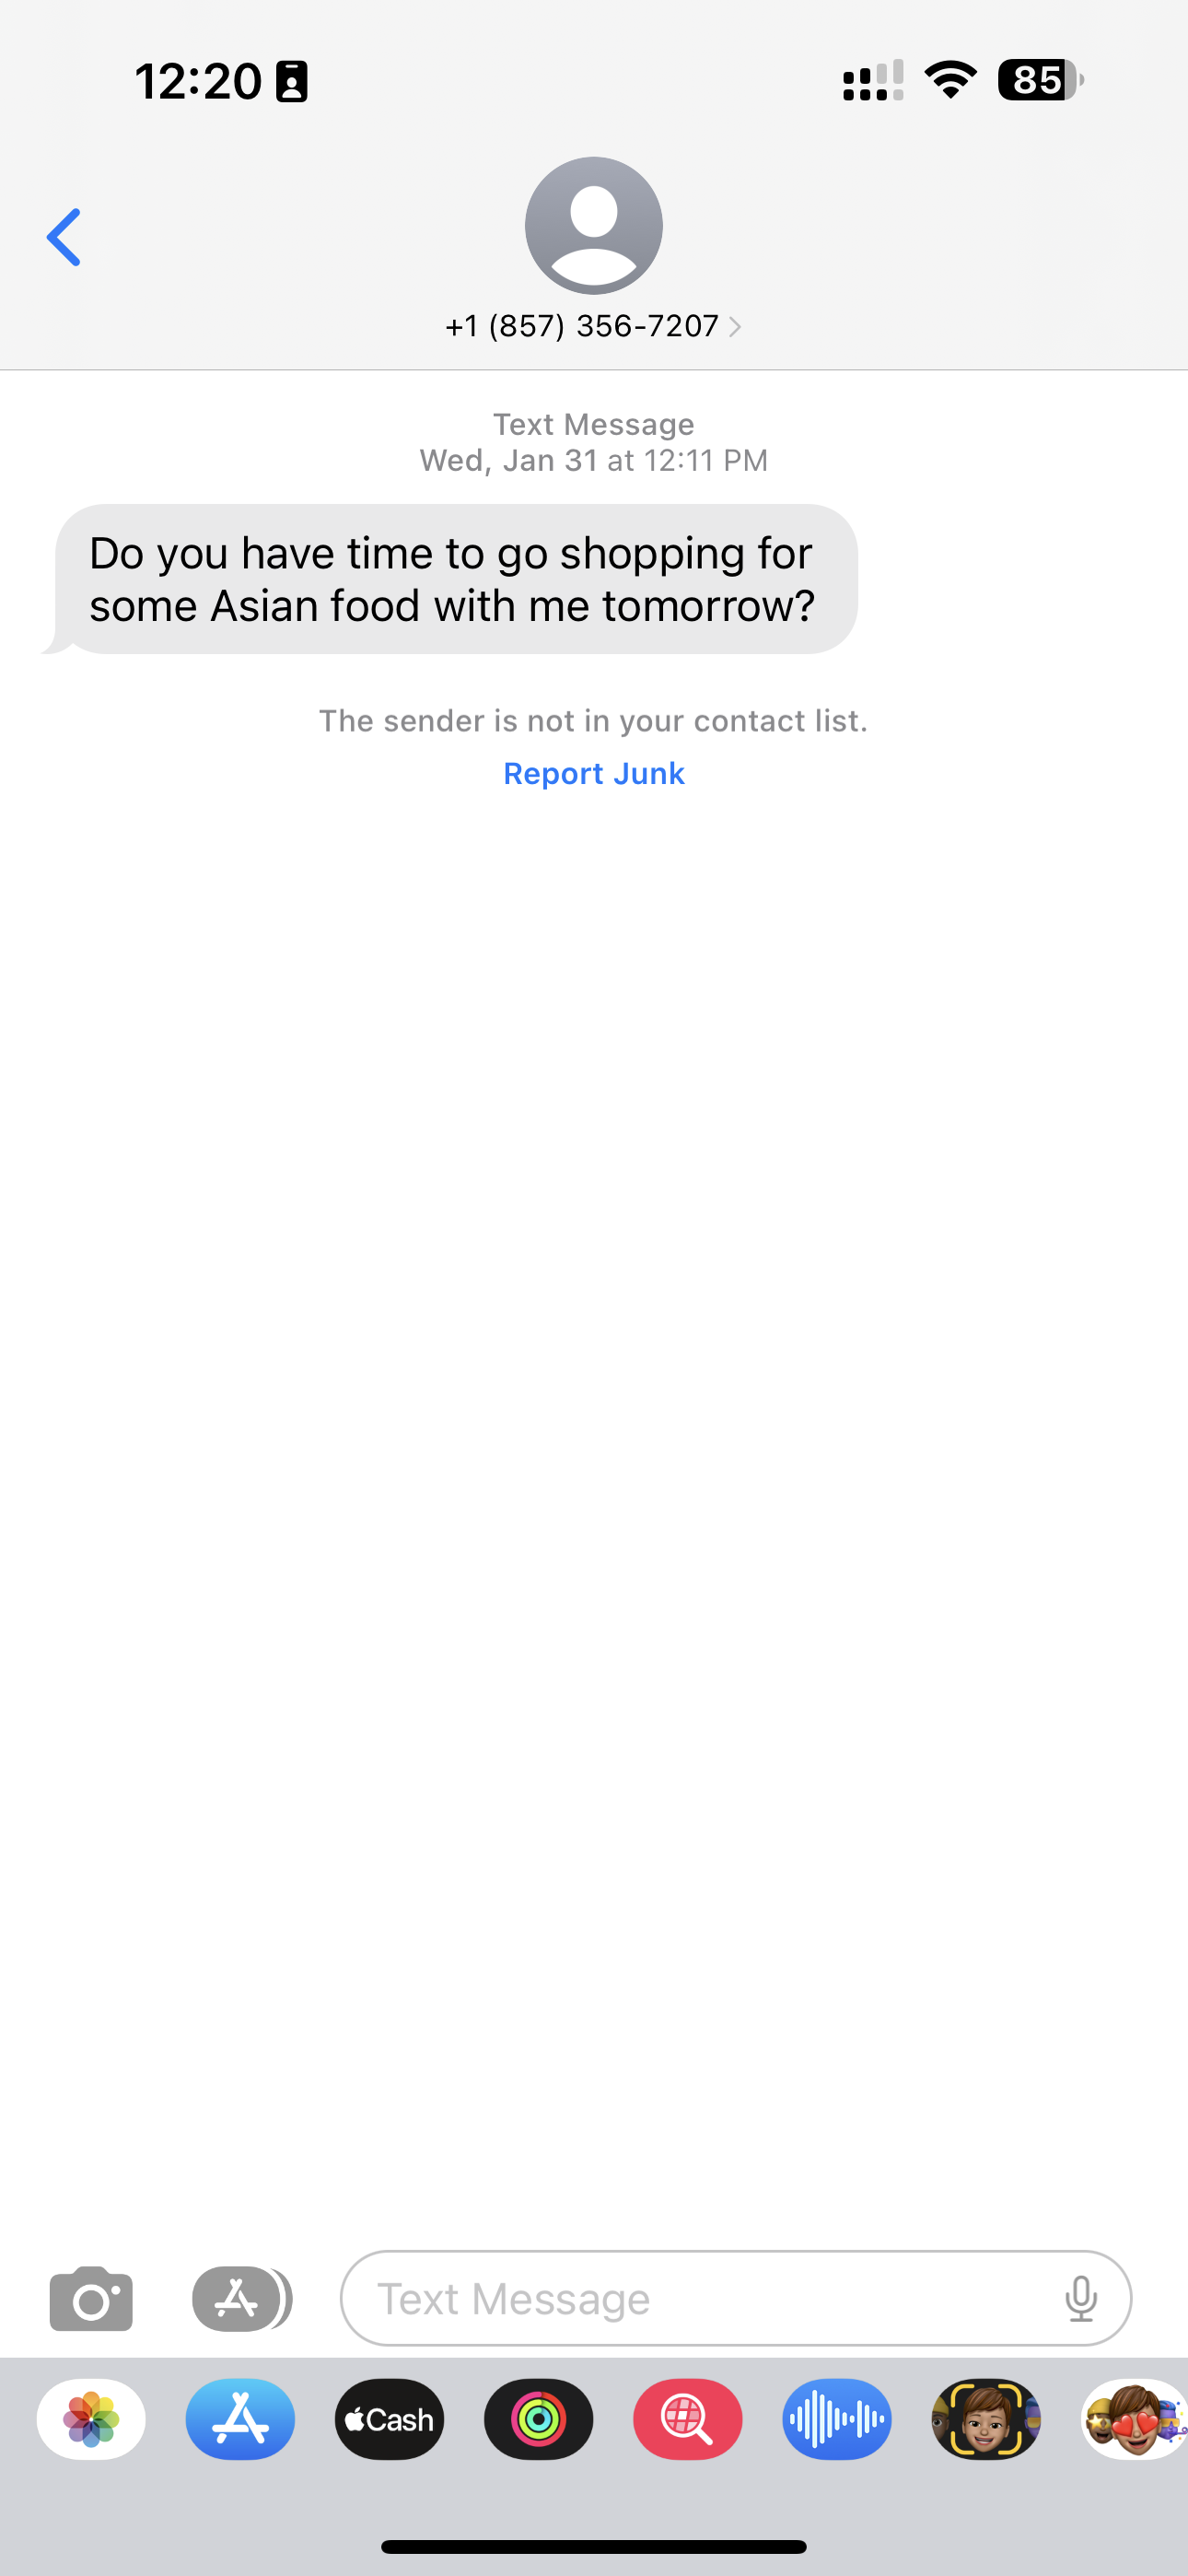 12:20
85
+1 (857) 356-7207
Text Message
Wed, Jan 31 at 12:11 PM
Do you have time to go shopping for
some Asian food with me tomorrow?
The sender is not in your contact list.
Report Junk
Text Message
Cash